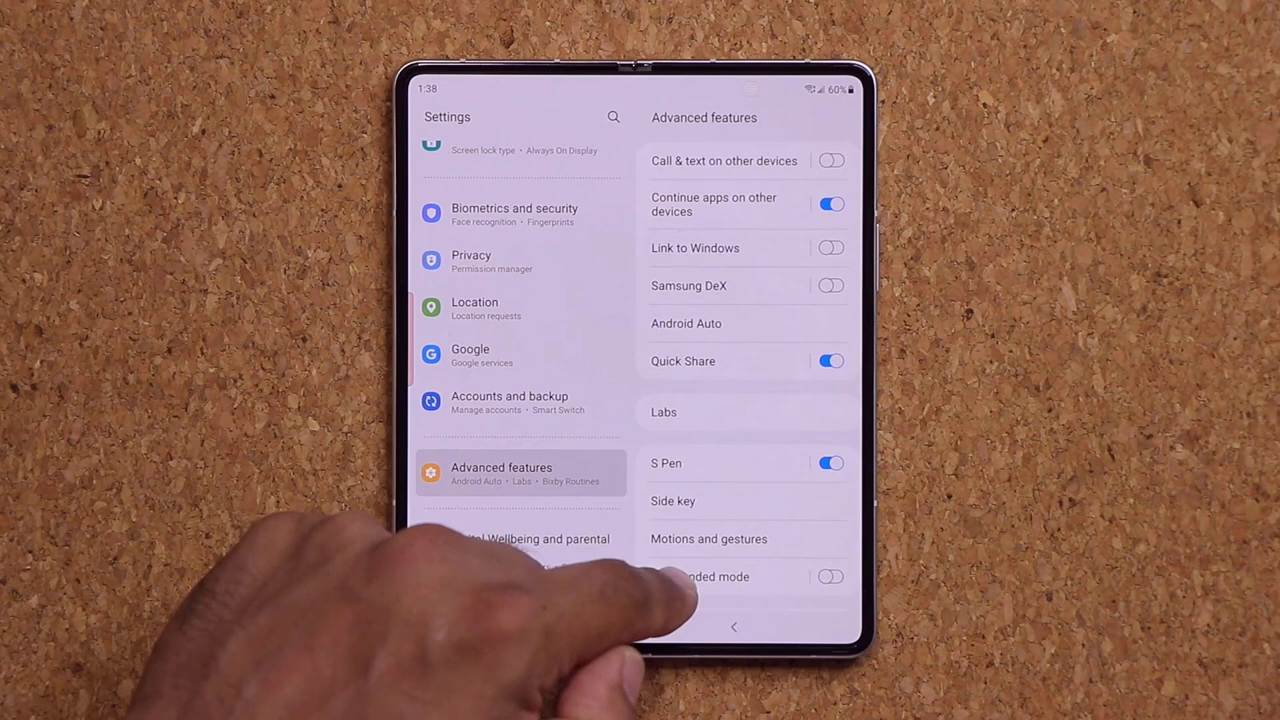 1:38
60%
Settings
Screen lock type • Always On Display
Biometrics and security
Face recognition • Fingerprints
Privacy
Permission manager
Location
Location requests
Google
Google services
Accounts and backup
Manage accounts • Smart Switch
Advanced features
Android Auto • Labs • Bixby Routines
Wellbeing and parental
Advanced features
Call & text on other devices
Continue apps on other
devices
Link to Windows
Samsung DeX
Android Auto
Quick Share
Labs
S Pen
Side key
Motions and gestures
mode